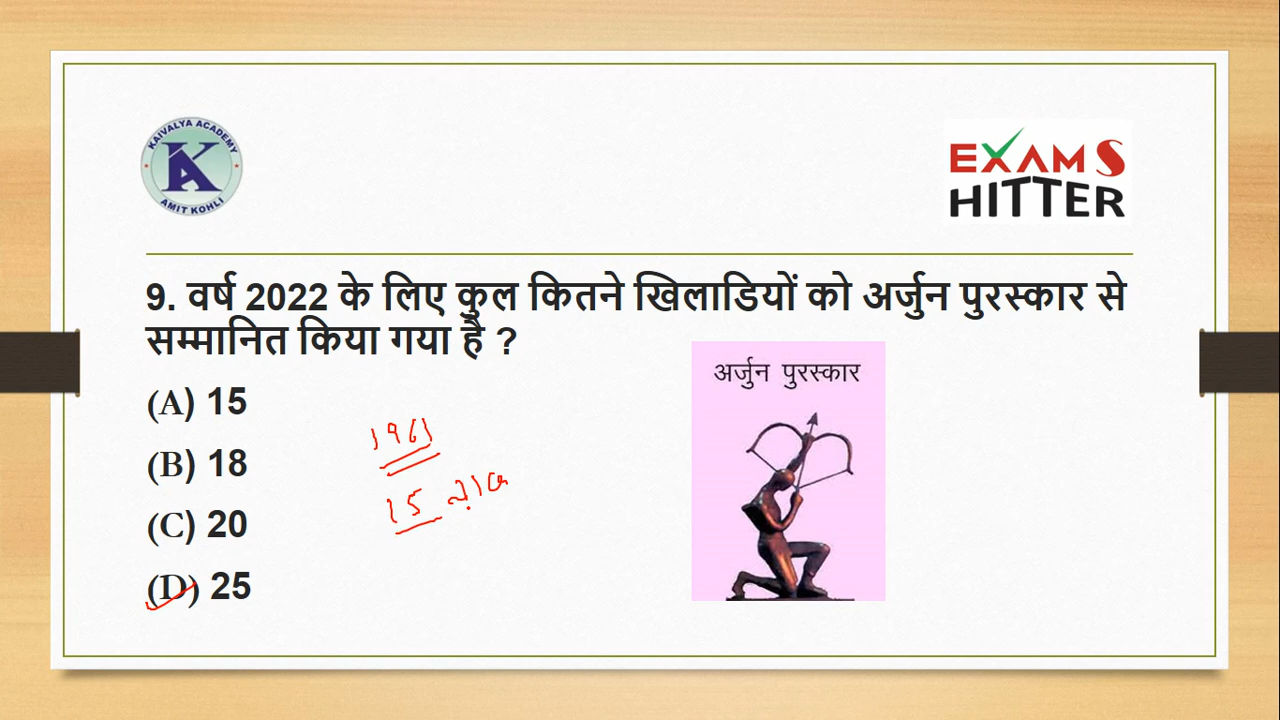 KAIVALYA ACADEMY
KA
AMIT KOHLI
EXAMS
HITTER
9. वर्ष 2022 के लिए कुल कितने खिलाडियों को अर्जुन पुरस्कार से
सम्मानित किया गया है ?
अर्जुन पुरस्कार
(A) 15
(B) 18
(C) 20
(D) 25
1961
15 लाख